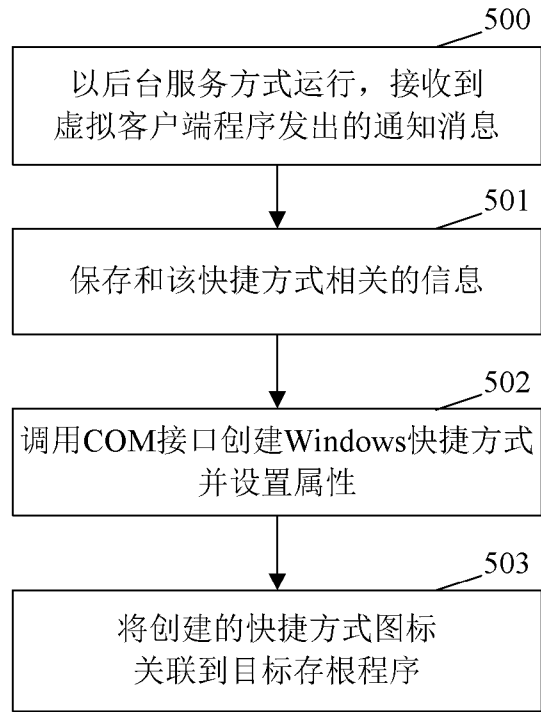 500
以后台服务方式运行，接收到
虚拟客户端程序发出的通知消息
501
保存和该快捷方式相关的信息
502
调用COM接口创建Windows快捷方式
并设置属性
503
将创建的快捷方式图标
关联到目标存根程序